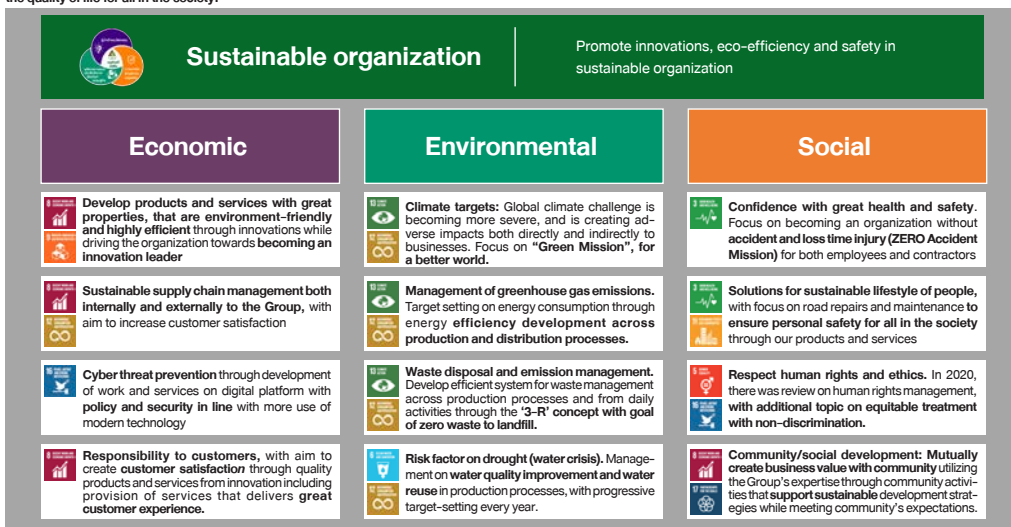 the quality of life for all in the society.
Sustainable organization
Promote innovations, eco-efficiency and safety in
sustainable organization
Economic
Develop products and services with great
properties, that are environment-friendly
and highly efficient through innovations while
driving the organization towards becoming an
innovation leader
Sustainable supply chain management both
internally and externally to the Group, with
aim to increase customer satisfaction
Cyber threat prevention through development
of work and services on digital platform with
policy and security in line with more use of
modern technology
Responsibility to customers, with aim to
create customer satisfaction through quality
products and services from innovation including
provision of services that delivers great
customer experience.
Environmental
Climate targets: Global climate challenge is
becoming more severe, and is creating ad-
verse impacts both directly and indirectly to
businesses. Focus on “Green Mission”, for
a better world.
Management of greenhouse gas emissions.
Target setting on energy consumption through
energy efficiency development across
production and distribution processes.
Waste disposal and emission management.
Develop efficient system for waste management
across production processes and from daily
activities through the ‘3-R’ concept with goal
of zero waste to landfill.
Risk factor on drought (water crisis). Manage-
ment on water quality improvement and water
reuse in production processes, with progressive
target-setting every year.
Social
Confidence with great health and safety.
Focus on becoming an organization without
accident and loss time injury (ZERO Accident
Mission) for both employees and contractors
Solutions for sustainable lifestyle of people,
with focus on road repairs and maintenance to
ensure personal safety for all in the society
through our products and services
Respect human rights and ethics. In 2020,
there was review on human rights management,
with additional topic on equitable treatment
with non-discrimination.
Community/social development: Mutually
create business value with community utilizing
the Group’s expertise through community activi-
ties that support sustainable development strat-
egies while meeting community’s expectations.